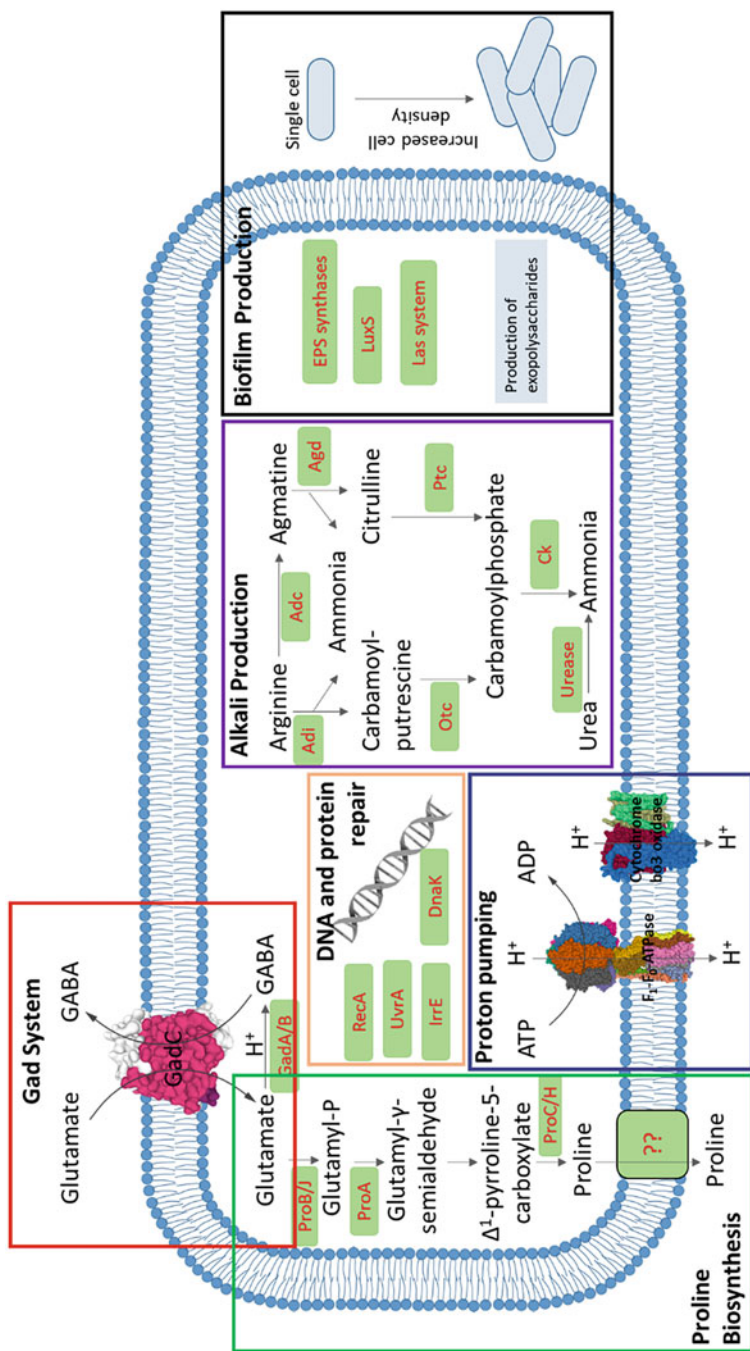 Gad System
Glutamate
GABA
GadC
Glutamate
H⁺
GABA
GadA/B
ProB/J
Glutamyl-P
ProA
Glutamyl-γ-
semialdehyde
Δ¹-pyrroline-5-
carboxylate
ProC/H
Proline
??
Proline
Proline
Biosynthesis
DNA and protein
repair
RecA
UvrA
IrrE
DnaK
Proton pumping
ATP
H⁺
ADP
H⁺
F₁-F₀-ATPase
Cytochrome
bo3 oxidase
H⁺
H⁺
Alkali Production
Arginine
Adc
Agmatine
Adi
Agd
Ammonia
Carbamoyl-
putrescine
Citrulline
Otc
Ptc
Carbamoylphosphate
Ck
Urease
Urea
Ammonia
Biofilm Production
EPS synthases
LuxS
Las system
Production of
exopolysaccharides
Single cell
Increased cell
density